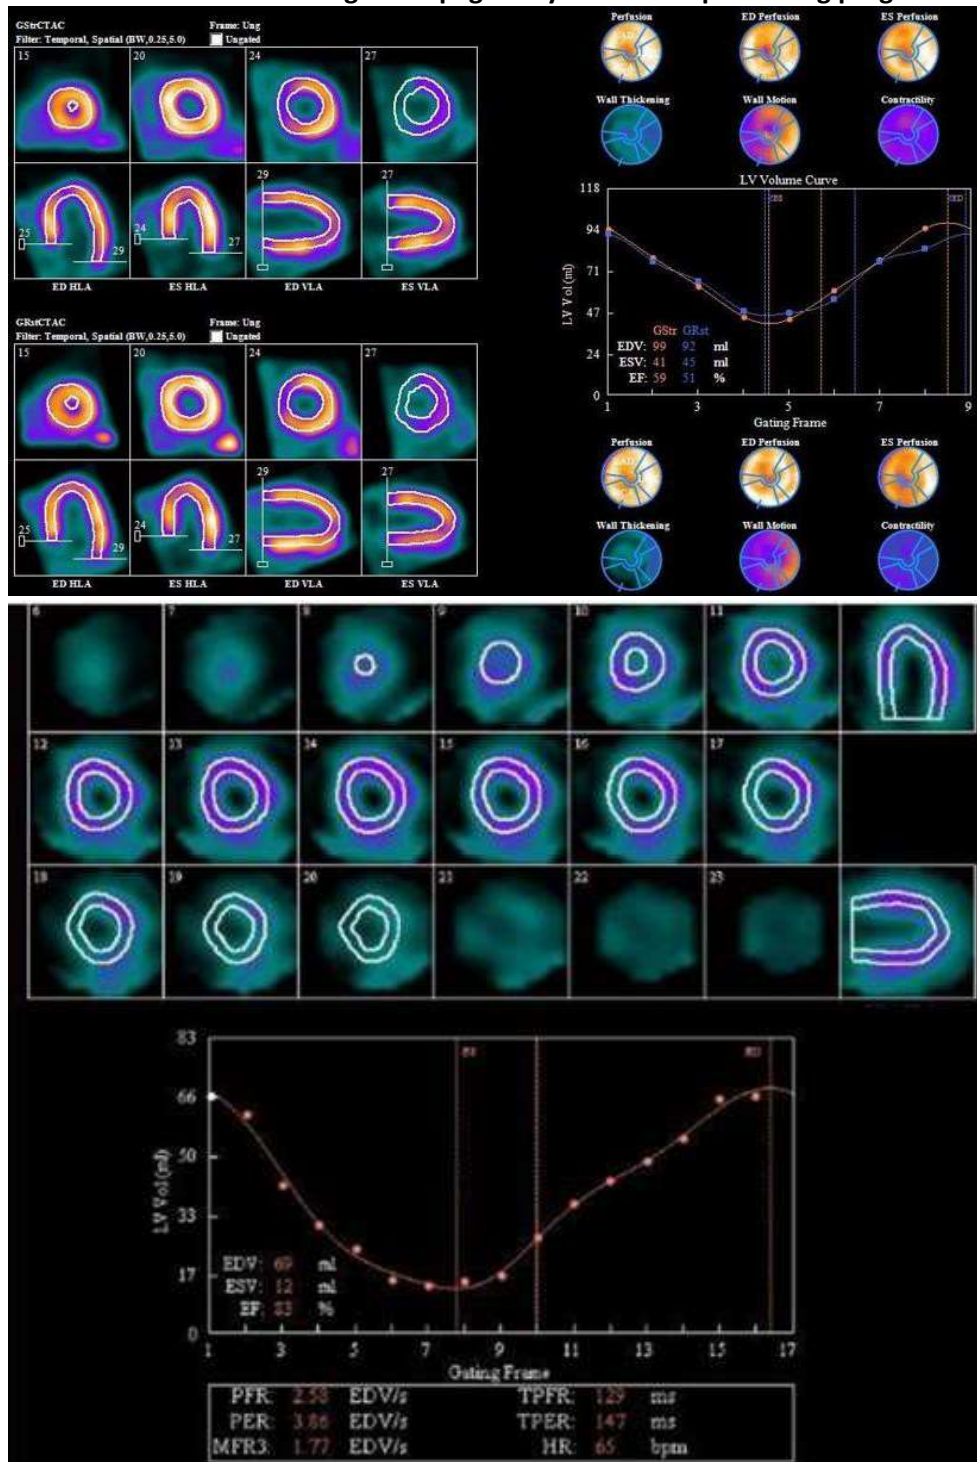 GStrCTAC Frame: Ung
Filter: Temporal, Spatial (BW,0.25,5.0) Ungated
15 20 24 27
29 27
25 29 24 27
ED HLA ES HLA ED VLA ES VLA
GRstCTAC Frame: Ung
Filter: Temporal, Spatial (BW,0.25,5.0) Ungated
15 20 24 27
29 27
25 29 24 27
ED HLA ES HLA ED VLA ES VLA
Perfusion ED Perfusion ES Perfusion
Wall Thickening Wall Motion Contractility
LV Volume Curve
118
94
71
47
24
0
LV Vol (ml)
GStr GRst
EDV: 99 92 ml
ESV: 41 45 ml
EF: 59 51 %
1 3 5 7 9
Gating Frame
Perfusion ED Perfusion ES Perfusion
Wall Thickening Wall Motion Contractility
6 7 8 9 10 11
12 13 14 15 16 17
18 19 20 21 22 23
83
66
50
33
17
0
LV Vol (ml)
ES ED
EDV: 69 ml
ESV: 12 ml
EF: 83 %
1 3 5 7 9 11 13 15 17
Gating Frame
PFR: 2.58 EDV/s TPFR: 129 ms
PER: 3.86 EDV/s TPER: 147 ms
MFR3: 1.77 EDV/s HR: 65 bpm